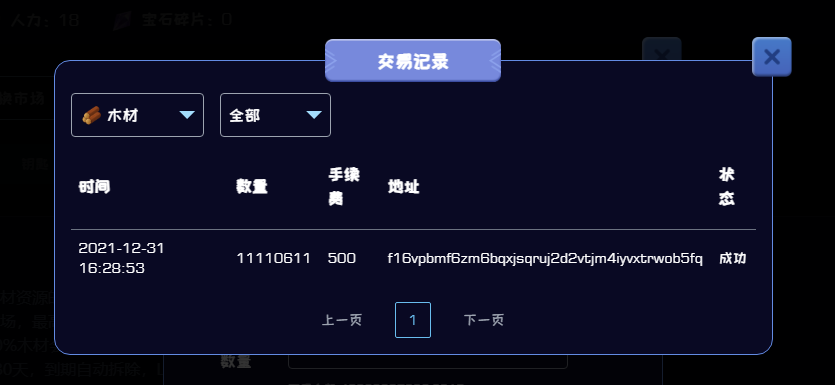 人力：18 宝石碎片：0
交易记录
木材 全部
时间 数量 手续费 地址 状态
2021-12-31 16:28:53 11110611 500 f16vpbmf6zm6bqxjsqruj2d2vtjm4iyvxtrwob5fq 成功
上一页 1 下一页
数量